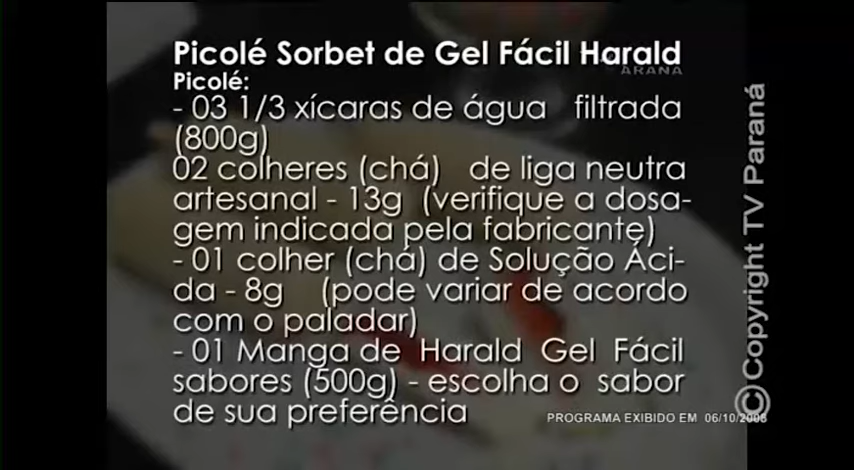 Picolé Sorbet de Gel Fácil Harald
ARANA
Picolé:
- 03 1/3 xícaras de água filtrada
(800g)
02 colheres (chá) de liga neutra
artesanal - 13g (verifique a dosa-
gem indicada pela fabricante)
- 01 colher (chá) de Solução Áci-
da - 8g (pode variar de acordo
com o paladar)
- 01 Manga de Harald Gel Fácil
sabores (500g) - escolha o sabor
de sua preferência
PROGRAMA EXIBIDO EM 06/10/2008
© Copyright TV Paraná